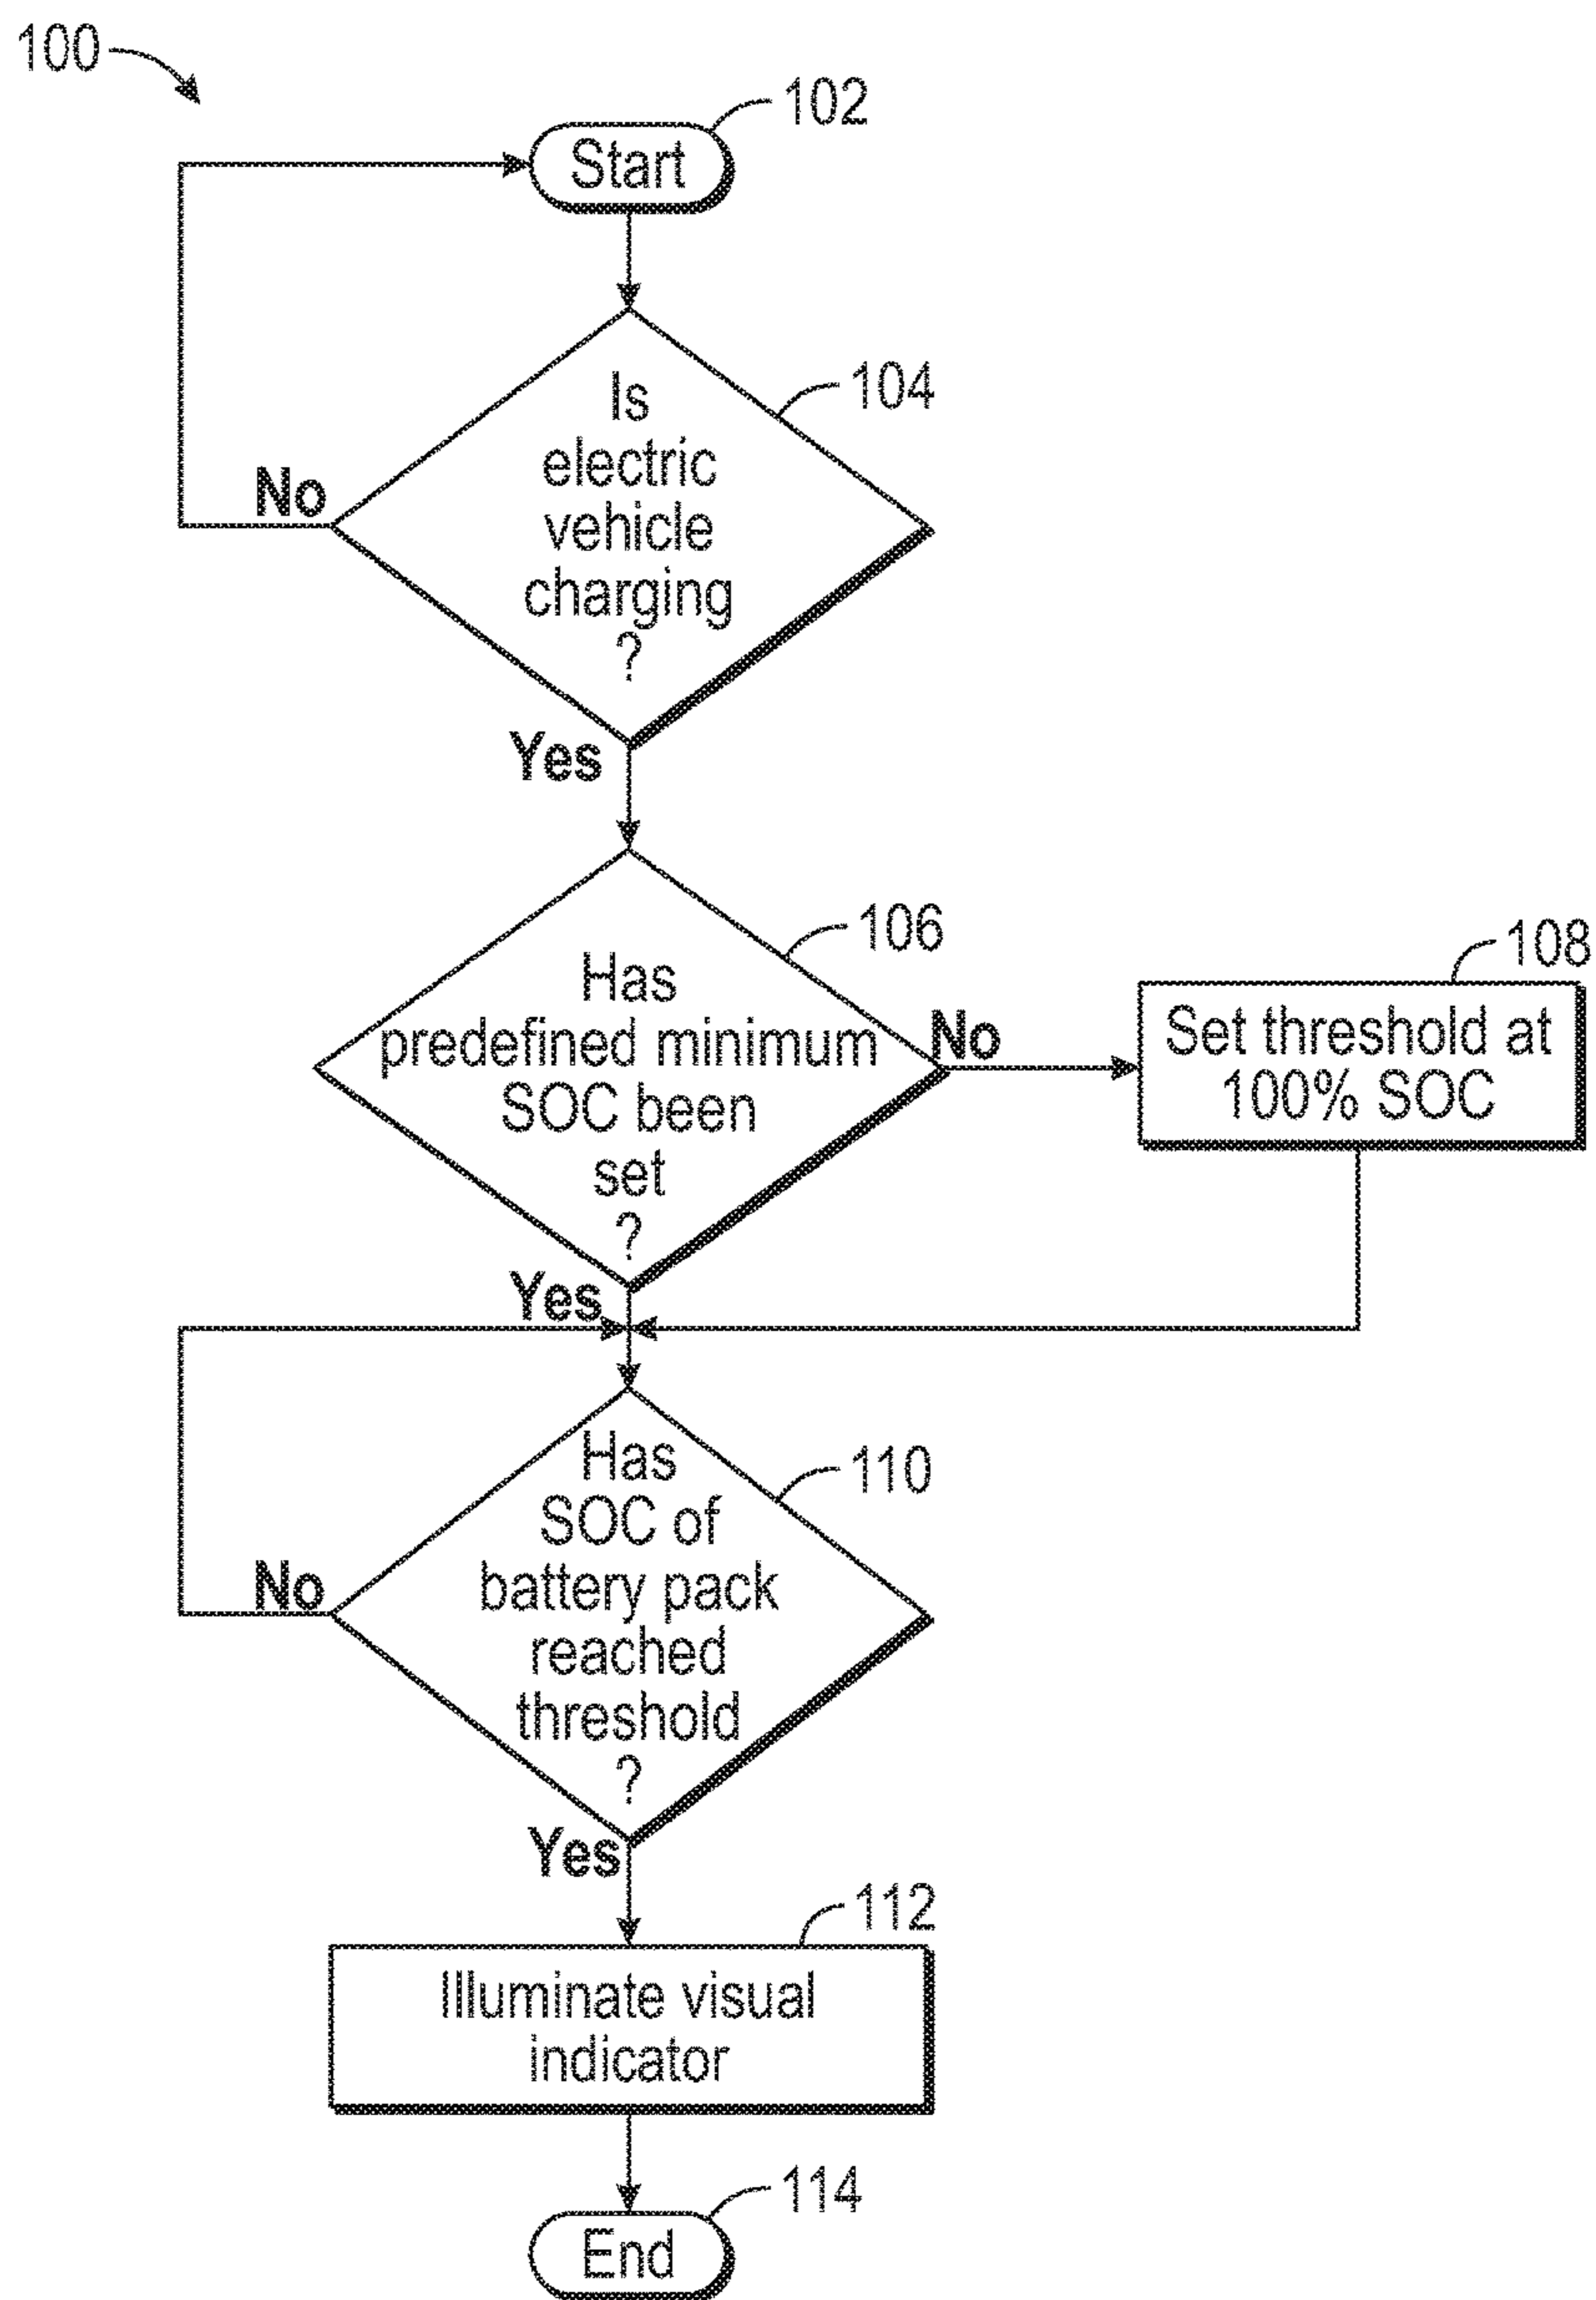 100
102
Start
104
Is
electric
vehicle
charging
?
No
Yes
106
Has
predefined minimum
SOC been
set
?
No
108
Set threshold at
100% SOC
Yes
110
Has
SOC of
battery pack
reached
threshold
?
No
Yes
112
Illuminate visual
indicator
114
End